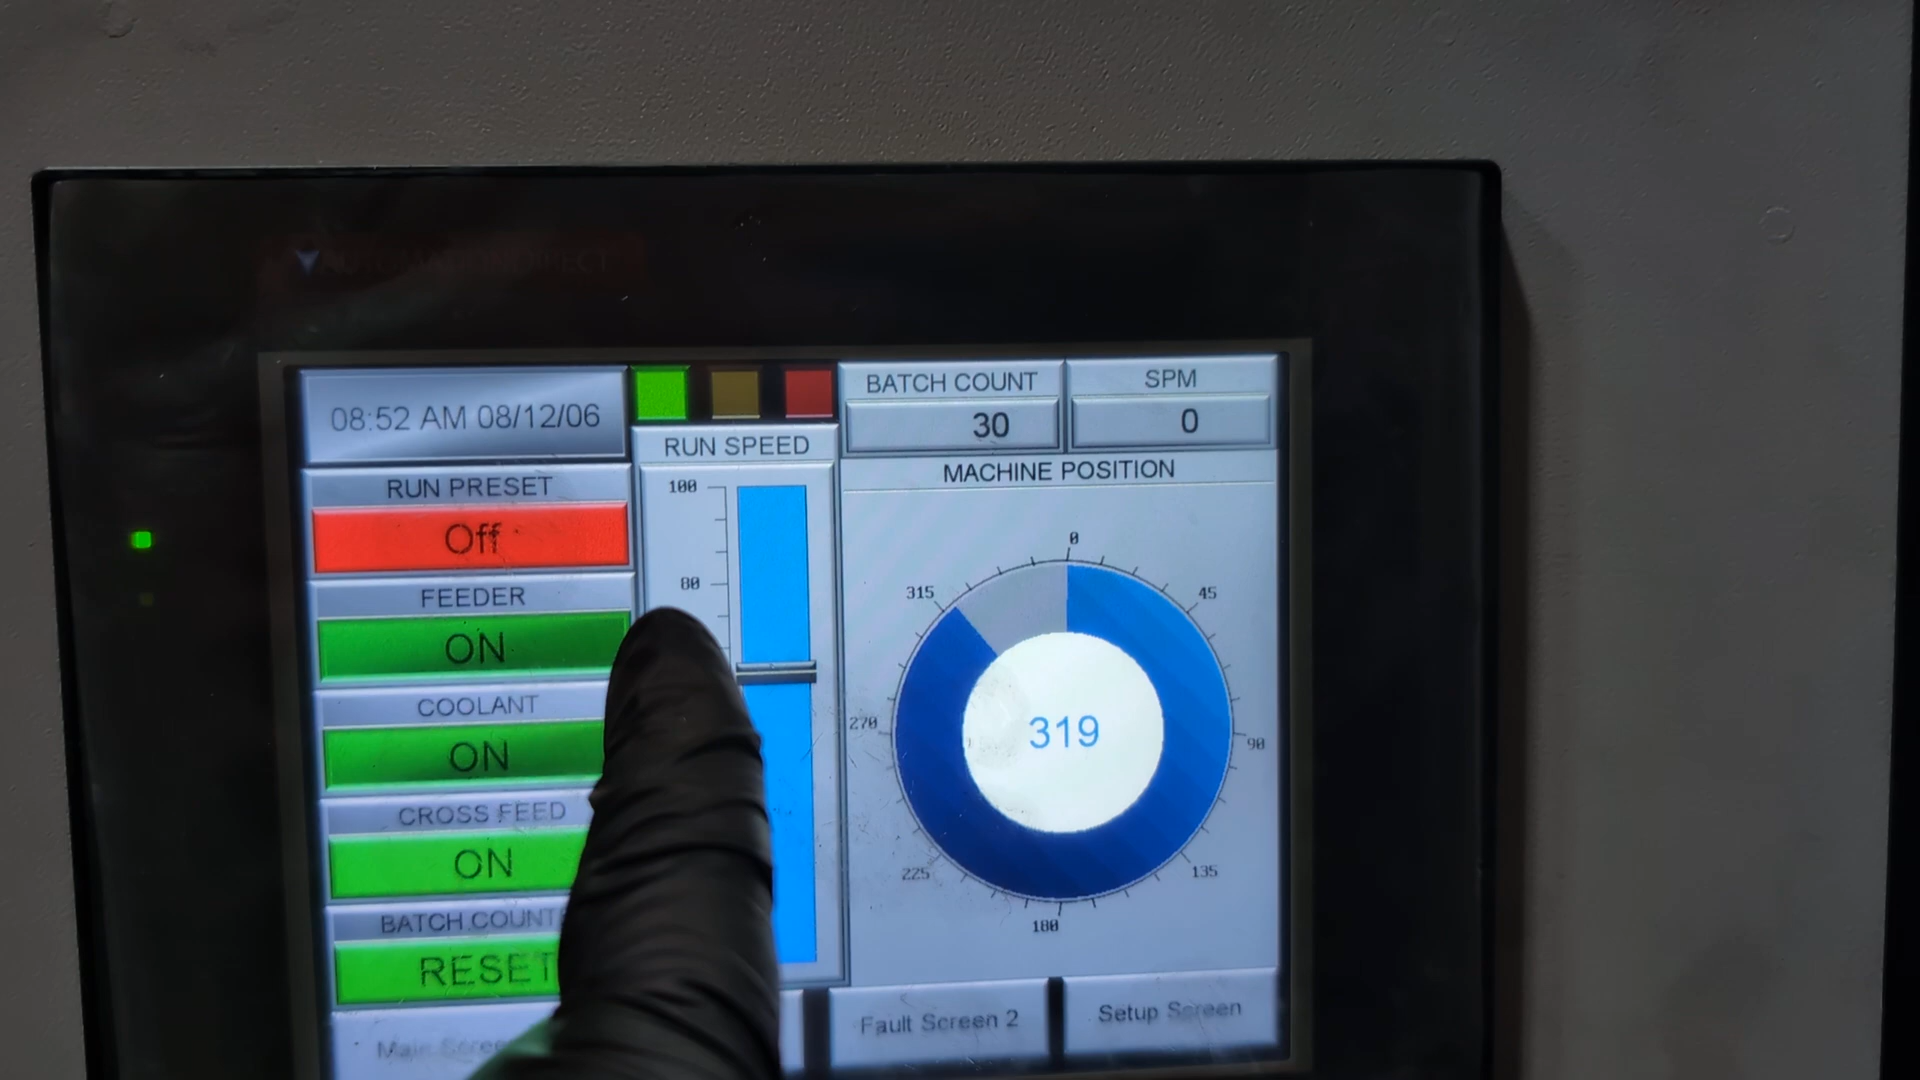 AUTOMATIONDIRECT
08:52 AM 08/12/06
BATCH COUNT
30
SPM
0
RUN SPEED
100
80
MACHINE POSITION
RUN PRESET
Off
FEEDER
ON
COOLANT
ON
CROSS FEED
ON
BATCH COUNT
RESET
0
45
90
135
180
225
270
315
319
Main Scree
Fault Screen 2
Setup Screen